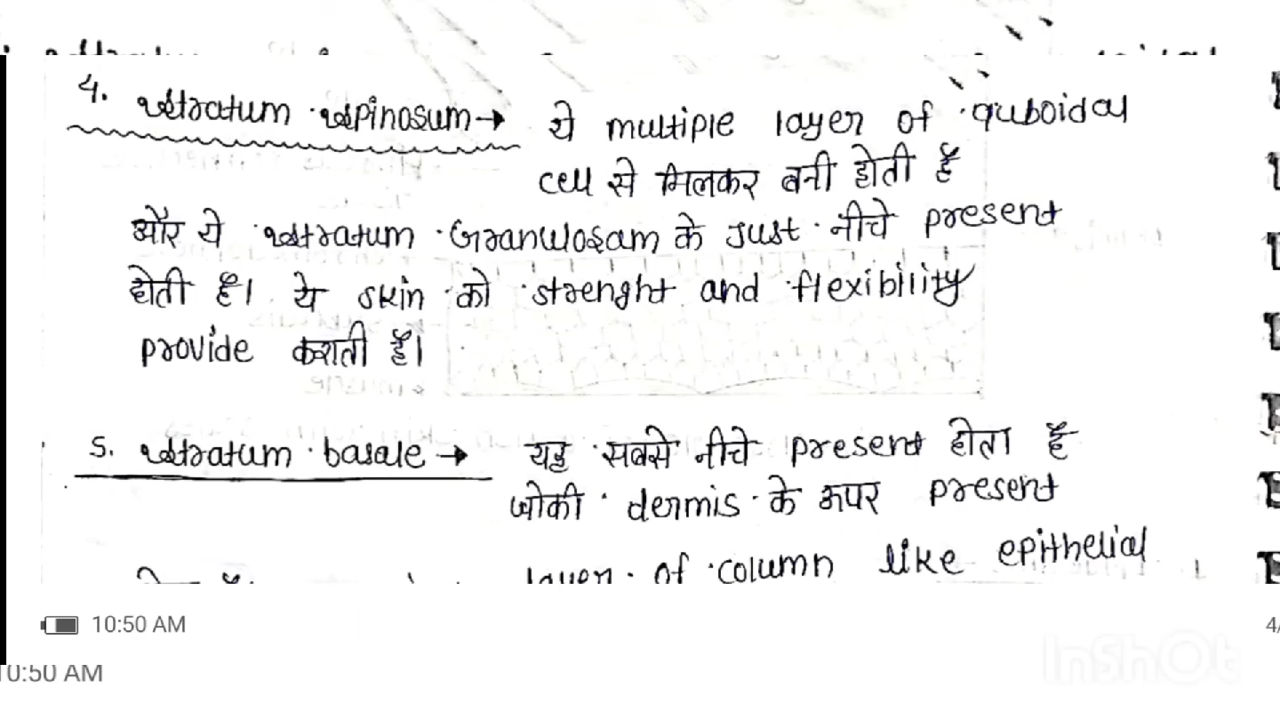 4. Stratum spinosum→ ये multiple layer of quboidal
cell से मिलकर बनी होती हैं
और ये stratum Granulosam के Just नीचे present
होती हैं। ये skin को strenght and flexibility
provide कराती हैं।
5. stratum basale → यह सबसे नीचे present होता हैं
जोकी dermis के ऊपर present
layer of column like epithelial
10:50 AM
4/
10:50 AM
InShOt